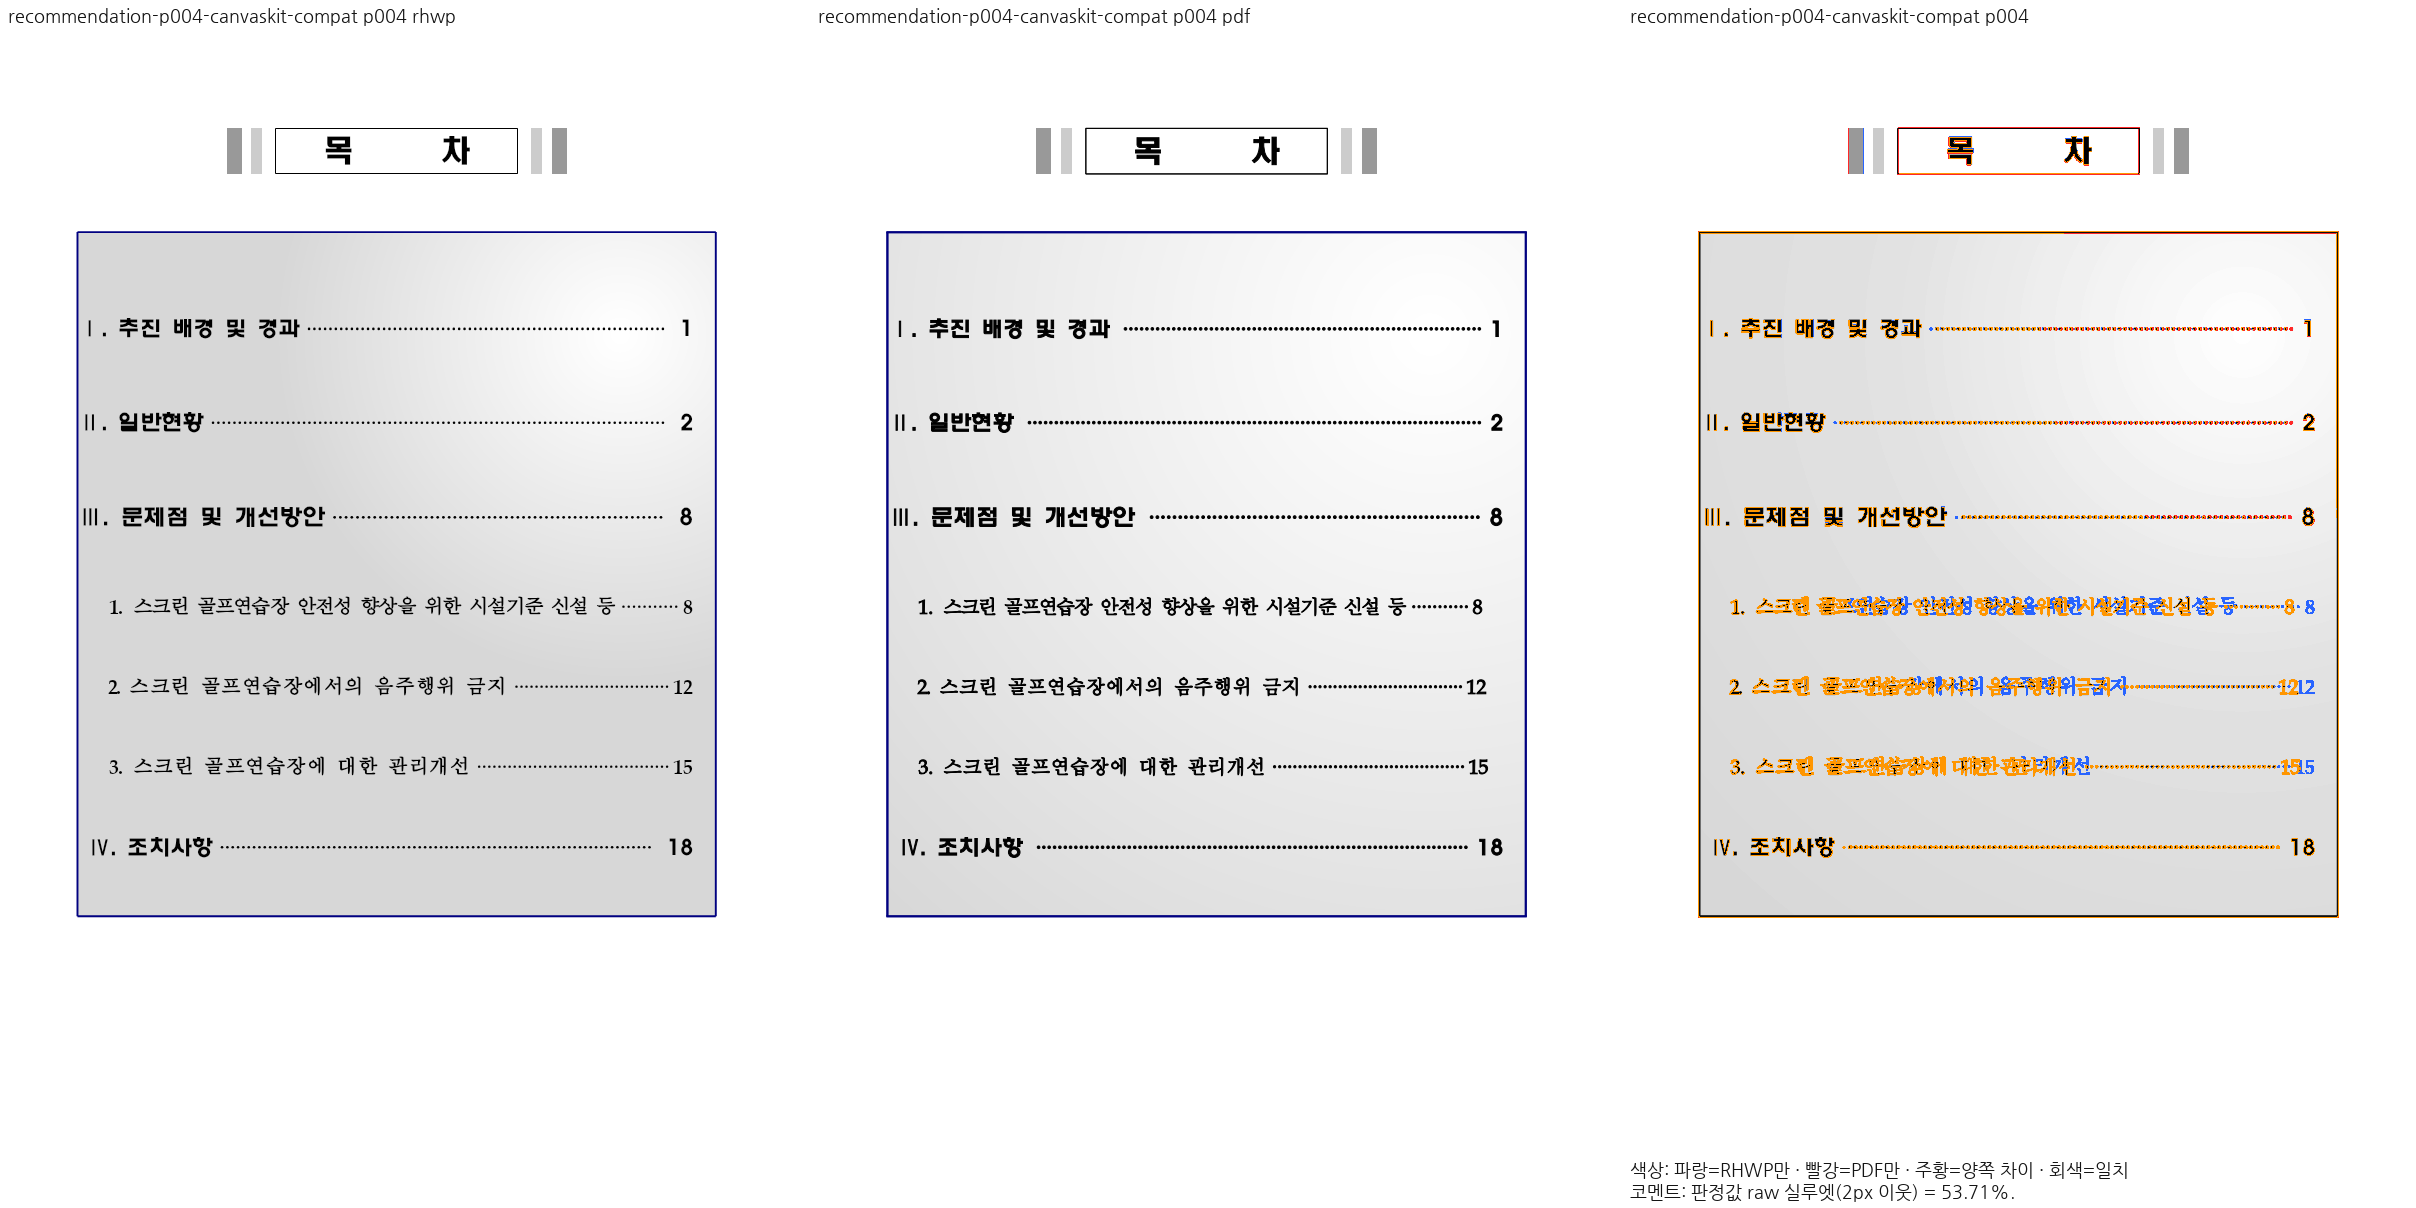 recommendation-p004-canvaskit-compat p004 rhwp
목 차
Ⅰ. 추진 배경 및 경과 ⋯⋯⋯⋯⋯⋯⋯⋯⋯⋯⋯⋯⋯⋯⋯⋯⋯⋯ 1
Ⅱ. 일반현황 ⋯⋯⋯⋯⋯⋯⋯⋯⋯⋯⋯⋯⋯⋯⋯⋯⋯⋯⋯⋯ 2
Ⅲ. 문제점 및 개선방안 ⋯⋯⋯⋯⋯⋯⋯⋯⋯⋯⋯⋯⋯⋯⋯ 8
1. 스크린 골프연습장 안전성 향상을 위한 시설기준 신설 등 ⋯⋯⋯⋯ 8
2. 스크린 골프연습장에서의 음주행위 금지 ⋯⋯⋯⋯⋯⋯⋯⋯ 12
3. 스크린 골프연습장에 대한 관리개선 ⋯⋯⋯⋯⋯⋯⋯⋯⋯ 15
Ⅳ. 조치사항 ⋯⋯⋯⋯⋯⋯⋯⋯⋯⋯⋯⋯⋯⋯⋯⋯⋯⋯⋯ 18
recommendation-p004-canvaskit-compat p004 pdf
목 차
Ⅰ. 추진 배경 및 경과 ⋯⋯⋯⋯⋯⋯⋯⋯⋯⋯⋯⋯⋯⋯⋯⋯⋯⋯ 1
Ⅱ. 일반현황 ⋯⋯⋯⋯⋯⋯⋯⋯⋯⋯⋯⋯⋯⋯⋯⋯⋯⋯⋯⋯ 2
Ⅲ. 문제점 및 개선방안 ⋯⋯⋯⋯⋯⋯⋯⋯⋯⋯⋯⋯⋯⋯⋯ 8
1. 스크린 골프연습장 안전성 향상을 위한 시설기준 신설 등 ⋯⋯⋯⋯ 8
2. 스크린 골프연습장에서의 음주행위 금지 ⋯⋯⋯⋯⋯⋯⋯⋯ 12
3. 스크린 골프연습장에 대한 관리개선 ⋯⋯⋯⋯⋯⋯⋯⋯⋯ 15
Ⅳ. 조치사항 ⋯⋯⋯⋯⋯⋯⋯⋯⋯⋯⋯⋯⋯⋯⋯⋯⋯⋯⋯ 18
recommendation-p004-canvaskit-compat p004
목 차
Ⅰ. 추진 배경 및 경과 ⋯⋯⋯⋯⋯⋯⋯⋯⋯⋯⋯⋯⋯⋯⋯⋯⋯⋯ 1
Ⅱ. 일반현황 ⋯⋯⋯⋯⋯⋯⋯⋯⋯⋯⋯⋯⋯⋯⋯⋯⋯⋯⋯⋯ 2
Ⅲ. 문제점 및 개선방안 ⋯⋯⋯⋯⋯⋯⋯⋯⋯⋯⋯⋯⋯⋯⋯ 8
1. 스크린
2. 스크린
3. 스크린
Ⅳ. 조치사항 ⋯⋯⋯⋯⋯⋯⋯⋯⋯⋯⋯⋯⋯⋯⋯⋯⋯⋯⋯ 18
색상: 파랑=RHWP만 · 빨강=PDF만 · 주황=양쪽 차이 · 회색=일치
코멘트: 판정값 raw 실루엣(2px 이웃) = 53.71%.